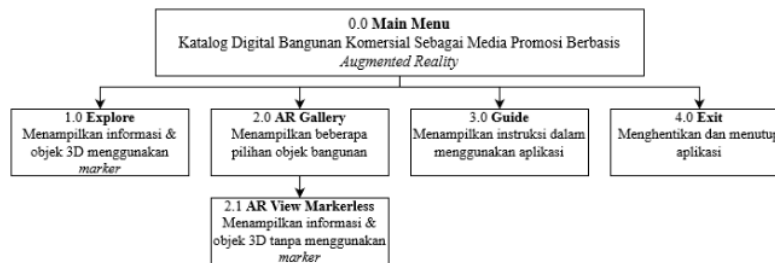 0.0 Main Menu
Katalog Digital Bangunan Komersial Sebagai Media Promosi Berbasis
Augmented Reality
1.0 Explore
Menampilkan informasi &
objek 3D menggunakan
marker
2.0 AR Gallery
Menampilkan beberapa
pilihan objek bangunan
3.0 Guide
Menampilkan instruksi dalam
menggunakan aplikasi
4.0 Exit
Menghentikan dan menutup
aplikasi
2.1 AR View Markerless
Menampilkan informasi &
objek 3D tanpa menggunakan
marker